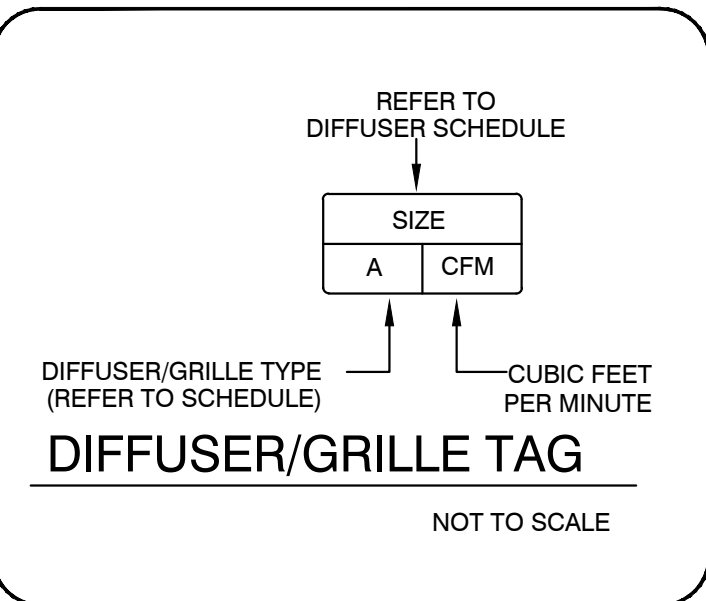 REFER TO
DIFFUSER SCHEDULE
SIZE
A
CFM
DIFFUSER/GRILLE TYPE
(REFER TO SCHEDULE)
CUBIC FEET
PER MINUTE
DIFFUSER/GRILLE TAG
NOT TO SCALE